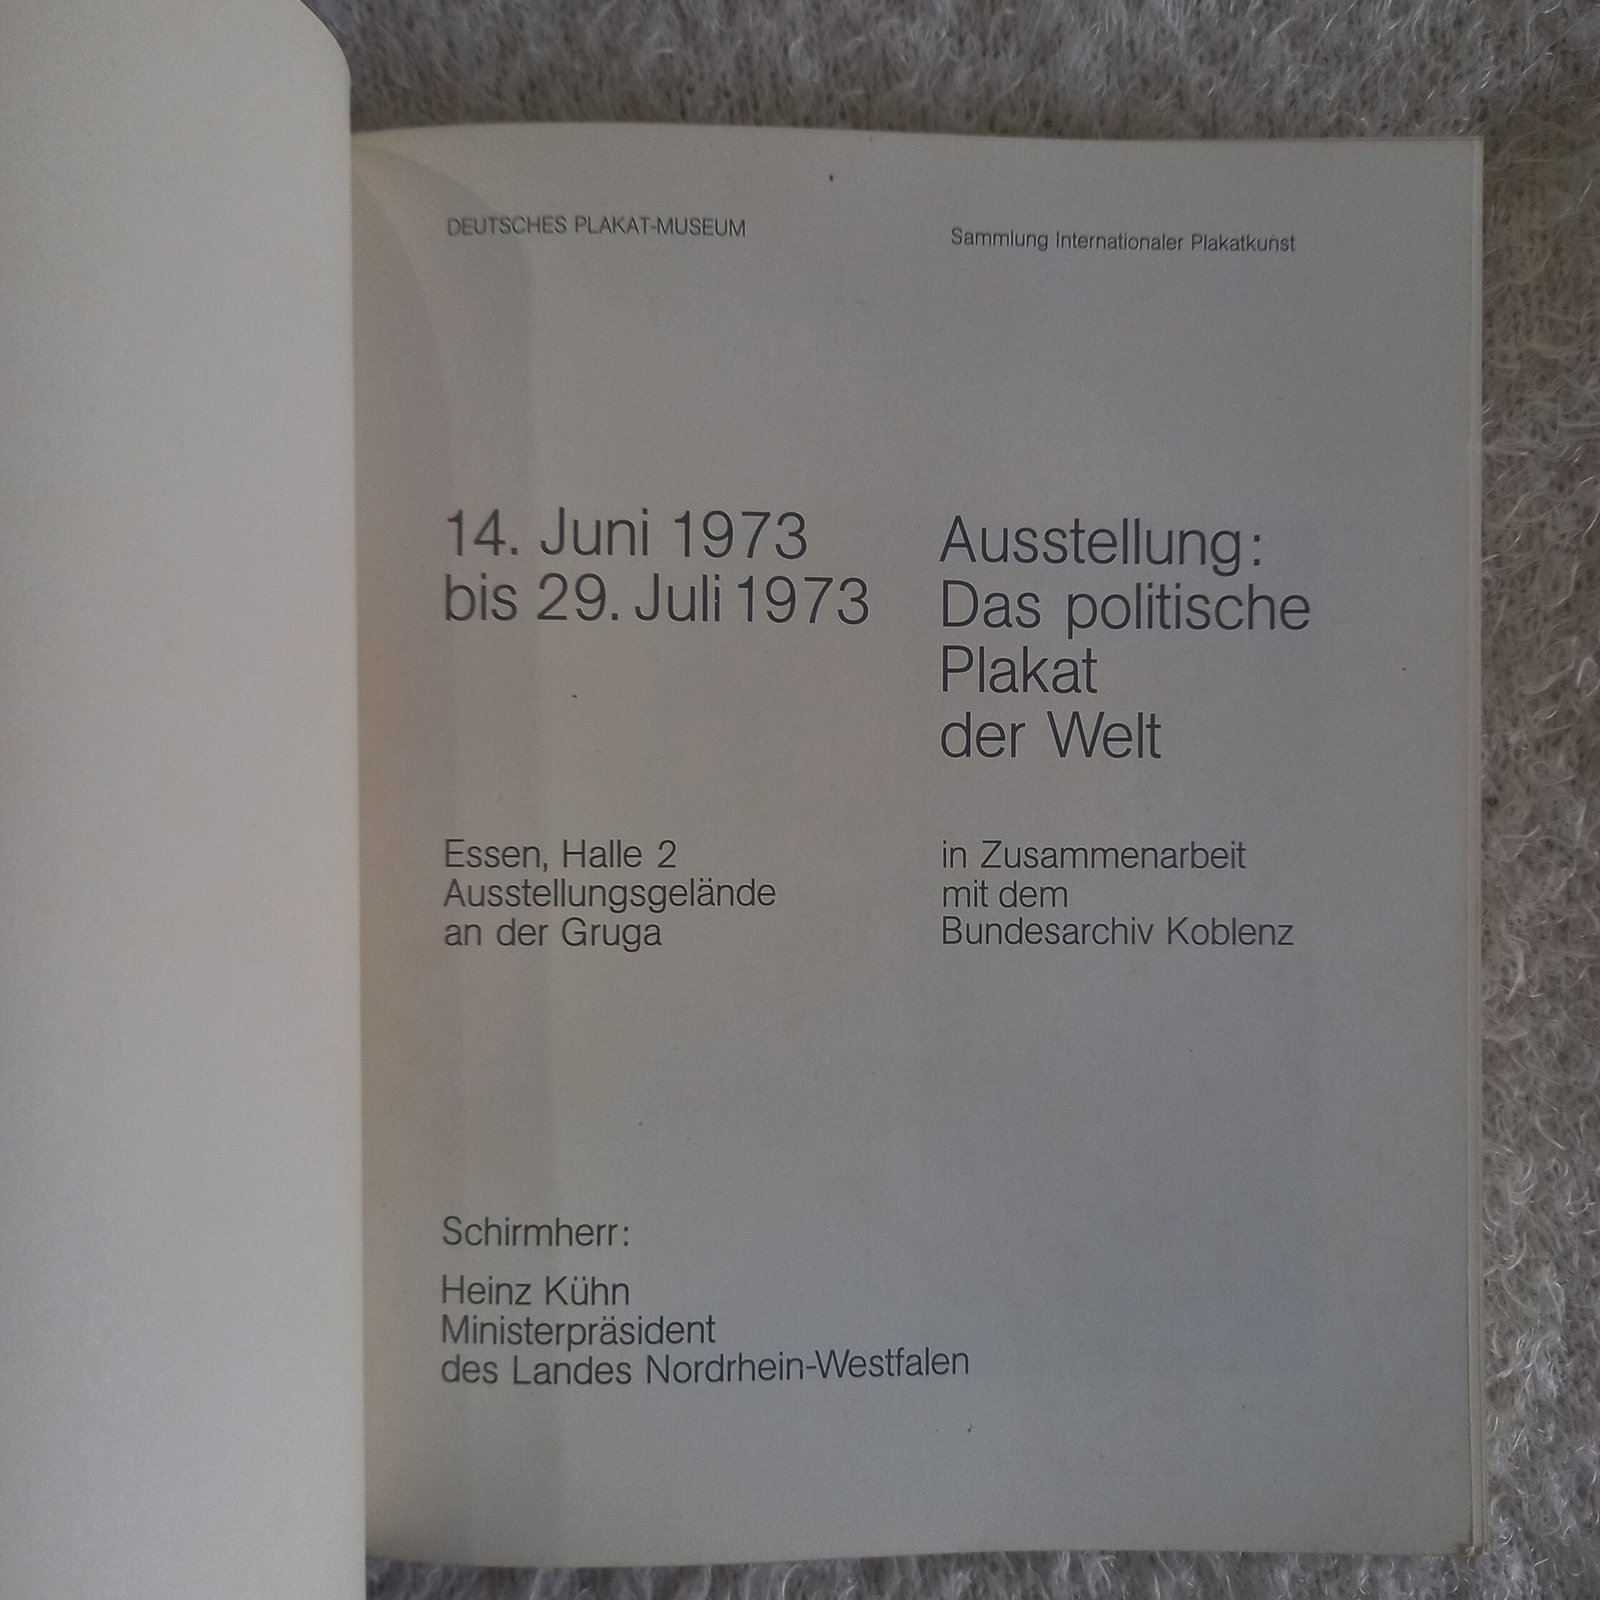 DEUTSCHES PLAKAT-MUSEUM
Sammlung Internationaler Plakatkunst
14. Juni 1973
bis 29. Juli 1973
Ausstellung:
Das politische
Plakat
der Welt
Essen, Halle 2
Ausstellungsgelände
an der Gruga
in Zusammenarbeit
mit dem
Bundesarchiv Koblenz
Schirmherr:
Heinz Kühn
Ministerpräsident
des Landes Nordrhein-Westfalen